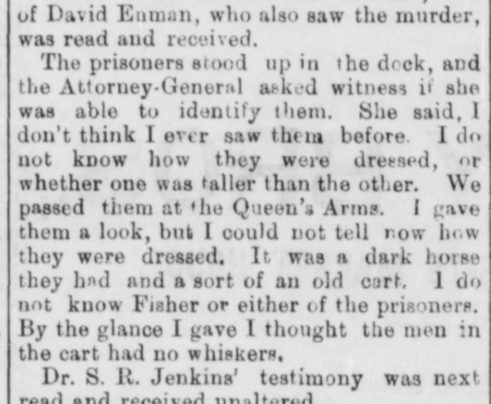 of David Enman, who also saw the murder,
was read and received.
The prisoners stood up in the dock, and
the Attorney-General asked witness if she
was able to identify them. She said, I
don't think I ever saw them before. I do
not know how they were dressed, or
whether one was taller than the other. We
passed them at the Queen's Arms. I gave
them a look, but I could not tell now how
they were dressed. It was a dark horse
they had and a sort of an old cart. I do
not know Fisher or either of the prisoners.
By the glance I gave I thought the men in
the cart had no whiskers.
Dr. S. R. Jenkins' testimony was next
read and received unaltered.